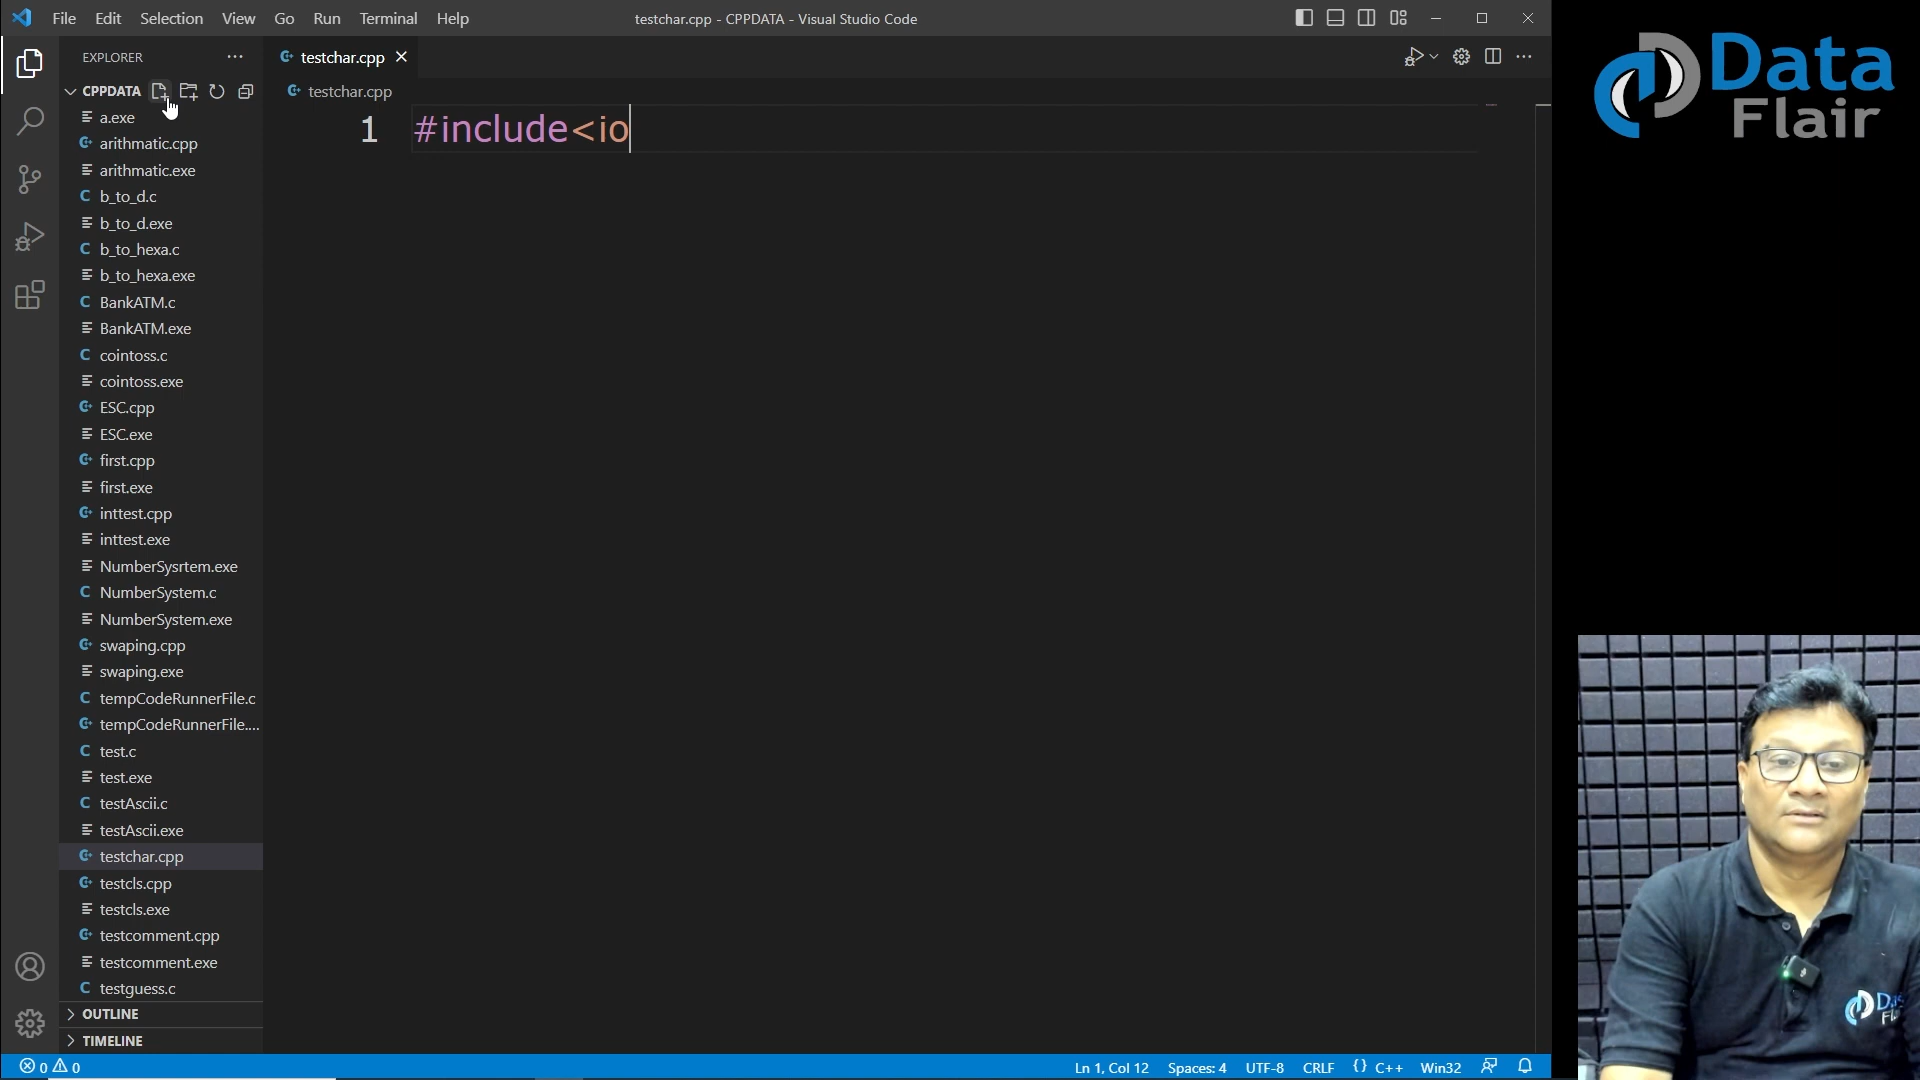 File Edit Selection View Go Run Terminal Help
testchar.cpp - CPPDATA - Visual Studio Code
EXPLORER
testchar.cpp
CPPDATA
testchar.cpp
1 #include<io
a.exe
arithmatic.cpp
arithmatic.exe
b_to_d.c
b_to_d.exe
b_to_hexa.c
b_to_hexa.exe
BankATM.c
BankATM.exe
cointoss.c
cointoss.exe
ESC.cpp
ESC.exe
first.cpp
first.exe
inttest.cpp
inttest.exe
NumberSysrtem.exe
NumberSystem.c
NumberSystem.exe
swaping.cpp
swaping.exe
tempCodeRunnerFile.c
tempCodeRunnerFile....
test.c
test.exe
testAscii.c
testAscii.exe
testchar.cpp
testcls.cpp
testcls.exe
testcomment.cpp
testcomment.exe
testguess.c
OUTLINE
TIMELINE
0 0
Ln 1, Col 12 Spaces: 4 UTF-8 CRLF {} C++ Win32
Data
Flair